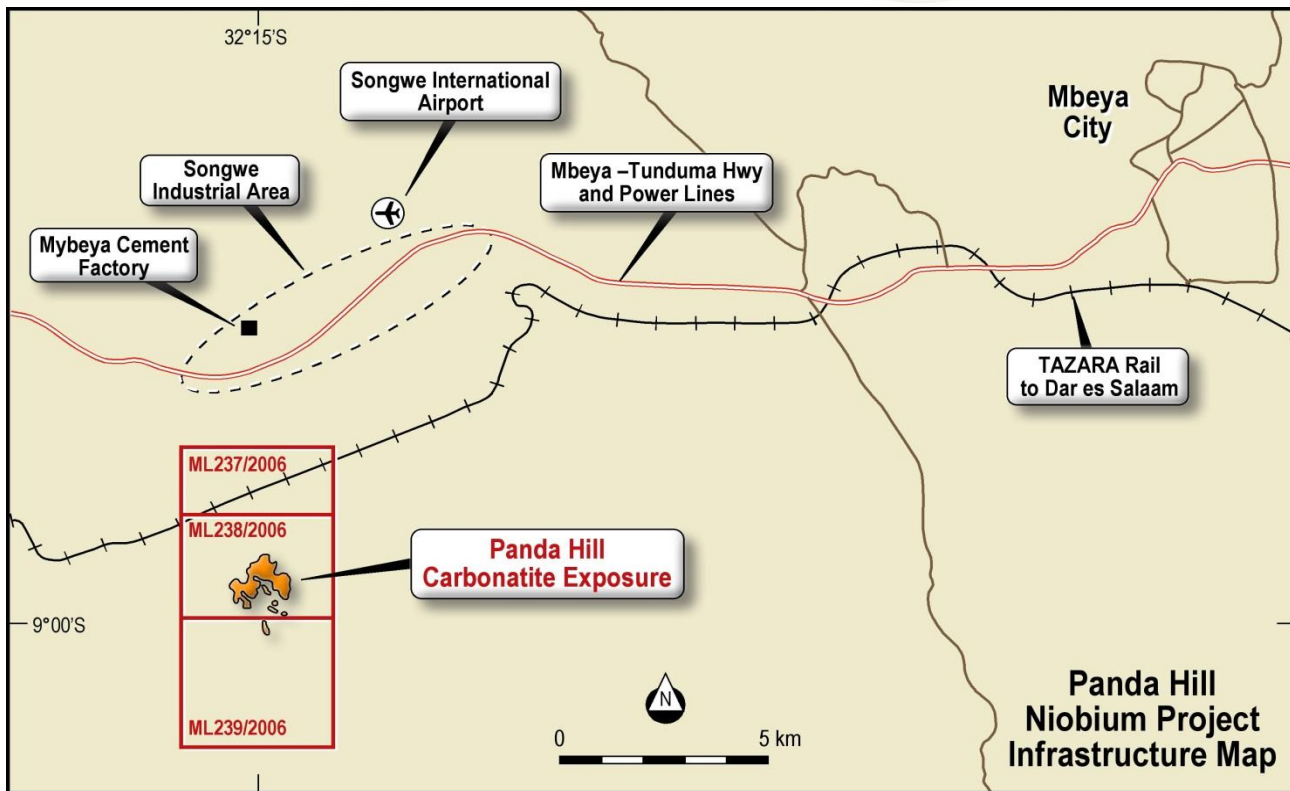 32°15'S
Songwe International
Airport
Mbeya
City
Songwe
Industrial Area
Mbeya –Tunduma Hwy
and Power Lines
Mybeya Cement
Factory
TAZARA Rail
to Dar es Salaam
ML237/2006
ML238/2006
Panda Hill
Carbonatite Exposure
9°00'S
ML239/2006
N
0 5 km
Panda Hill
Niobium Project
Infrastructure Map